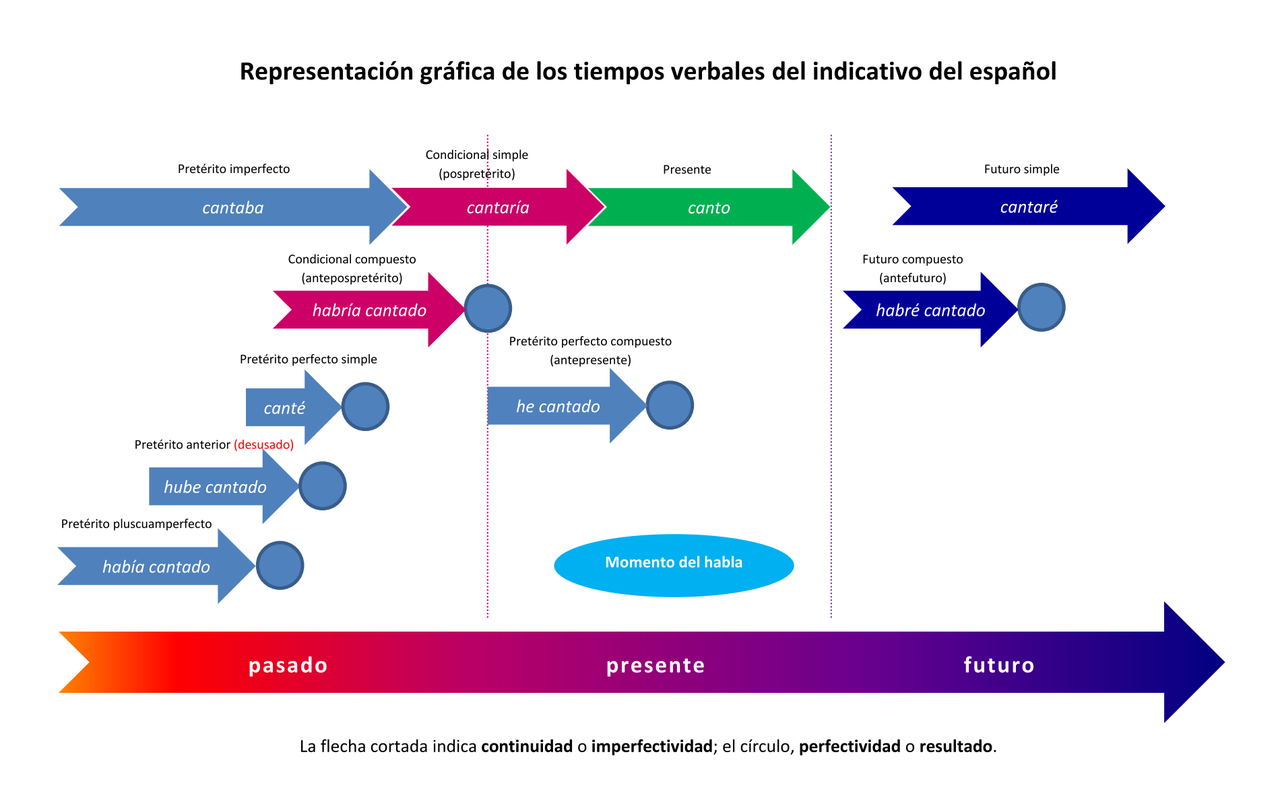 Representación gráfica de los tiempos verbales del indicativo del español
Pretérito imperfecto
cantaba
Condicional simple
(pospretérito)
cantaría
Presente
canto
Futuro simple
cantaré
Condicional compuesto
(antepospretérito)
habría cantado
Futuro compuesto
(antefuturo)
habré cantado
Pretérito perfecto simple
canté
Pretérito perfecto compuesto
(antepresente)
he cantado
Pretérito anterior (desusado)
hube cantado
Pretérito pluscuamperfecto
había cantado
Momento del habla
pasado
presente
futuro
La flecha cortada indica continuidad o imperfectividad; el círculo, perfectividad o resultado.